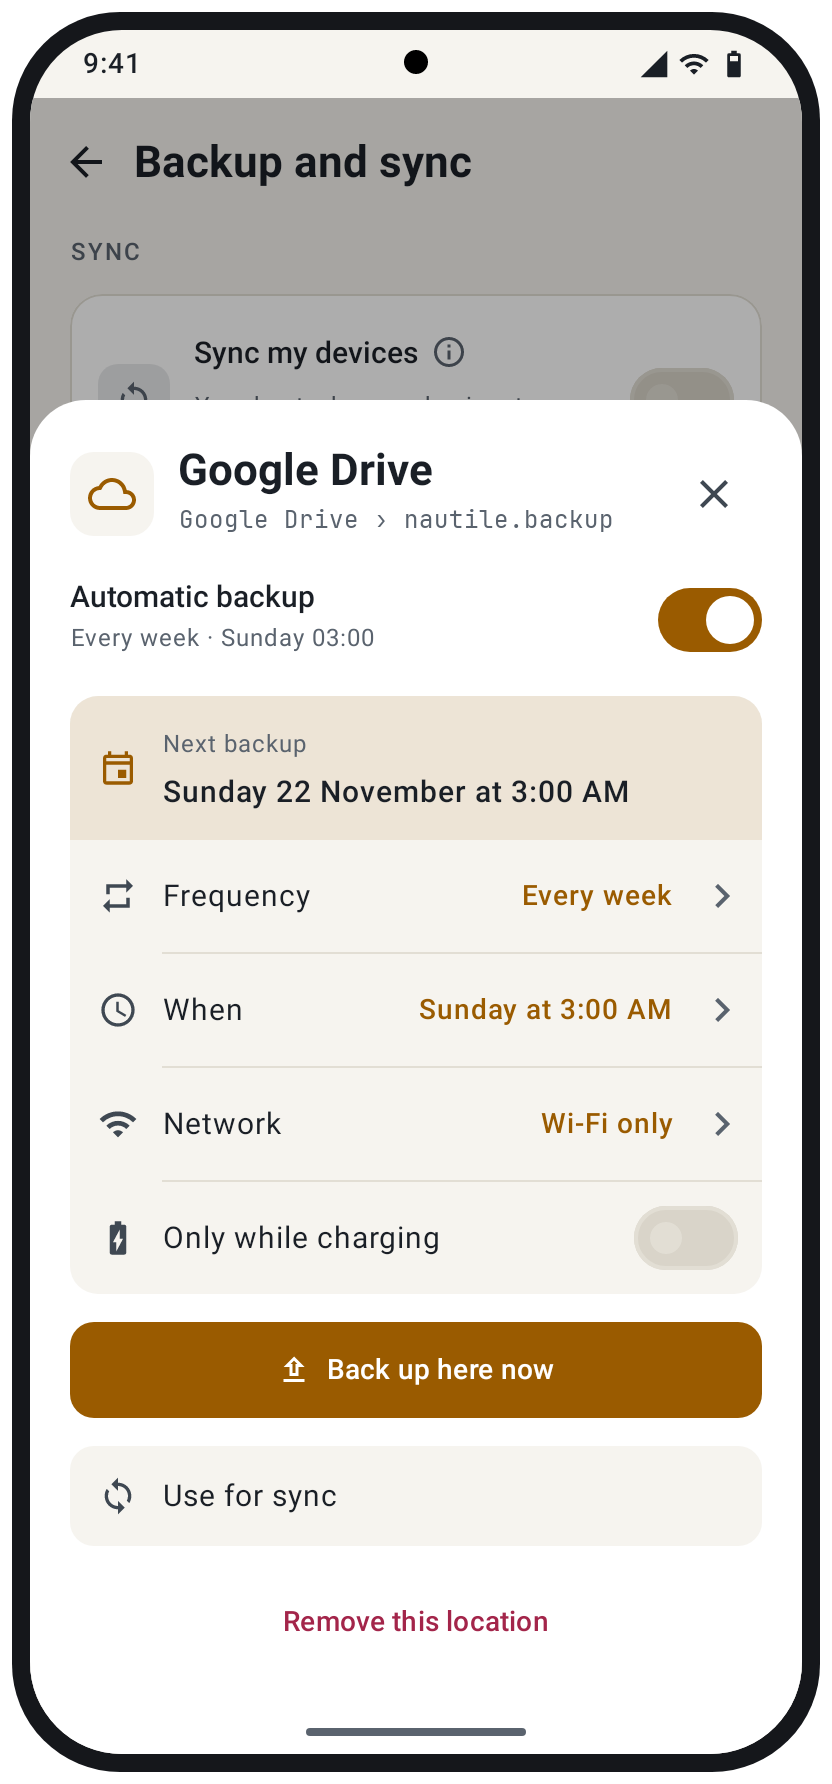 9:41
Backup and sync
SYNC
Sync my devices
Google Drive
Google Drive › nautile.backup
Automatic backup
Every week · Sunday 03:00
Next backup
Sunday 22 November at 3:00 AM
Frequency Every week
When Sunday at 3:00 AM
Network Wi-Fi only
Only while charging
Back up here now
Use for sync
Remove this location